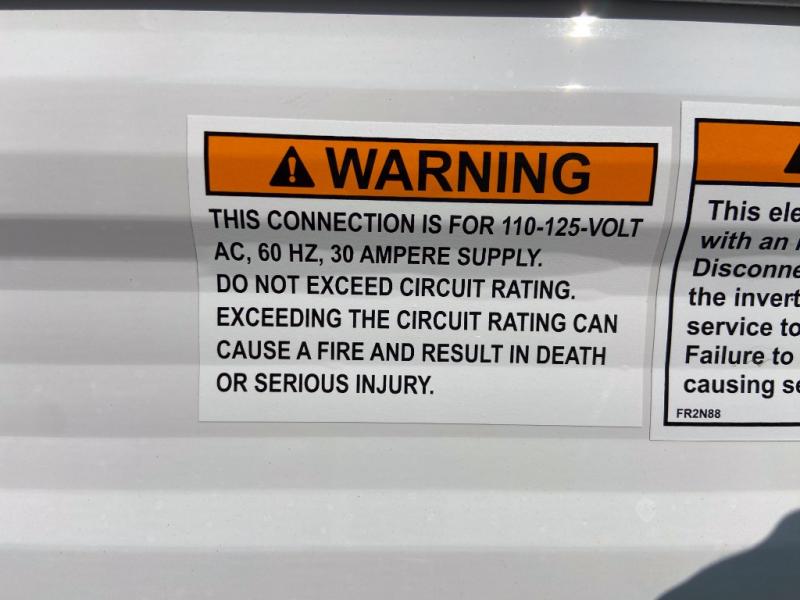 WARNING
THIS CONNECTION IS FOR 110-125-VOLT
AC, 60 HZ, 30 AMPERE SUPPLY.
DO NOT EXCEED CIRCUIT RATING.
EXCEEDING THE CIRCUIT RATING CAN
CAUSE A FIRE AND RESULT IN DEATH
OR SERIOUS INJURY.
This ele
with an
Disconne
the invert
service to
Failure to
causing se
FR2N88